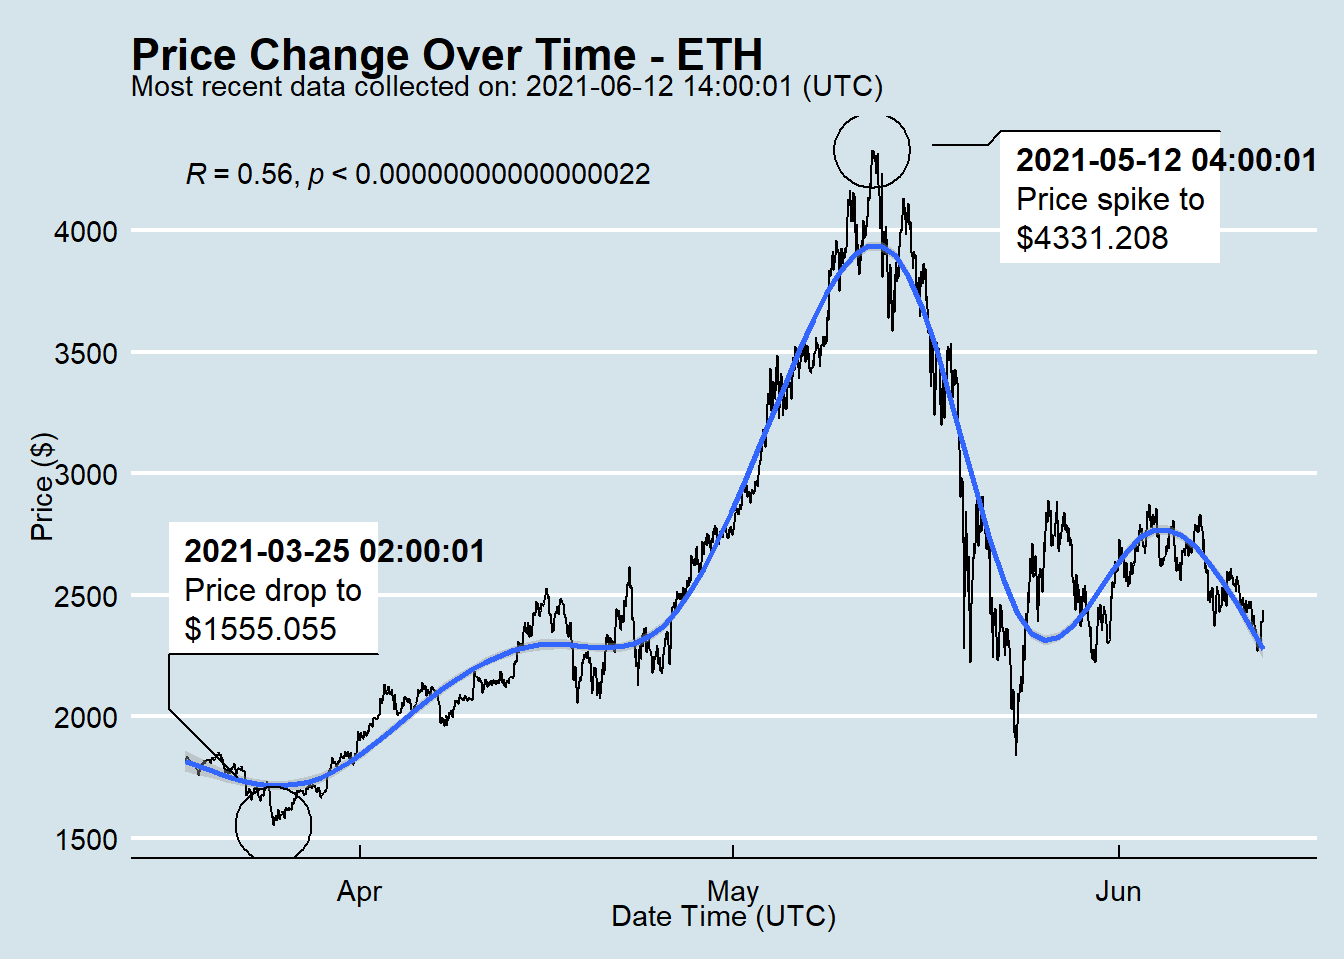 Price Change Over Time - ETH
Most recent data collected on: 2021-06-12 14:00:01 (UTC)
R = 0.56, p < 0.00000000000000022
2021-05-12 04:00:01
Price spike to
$4331.208
4000
3500
3000
2500
2000
1500
Price ($)
2021-03-25 02:00:01
Price drop to
$1555.055
Apr
May
Jun
Date Time (UTC)